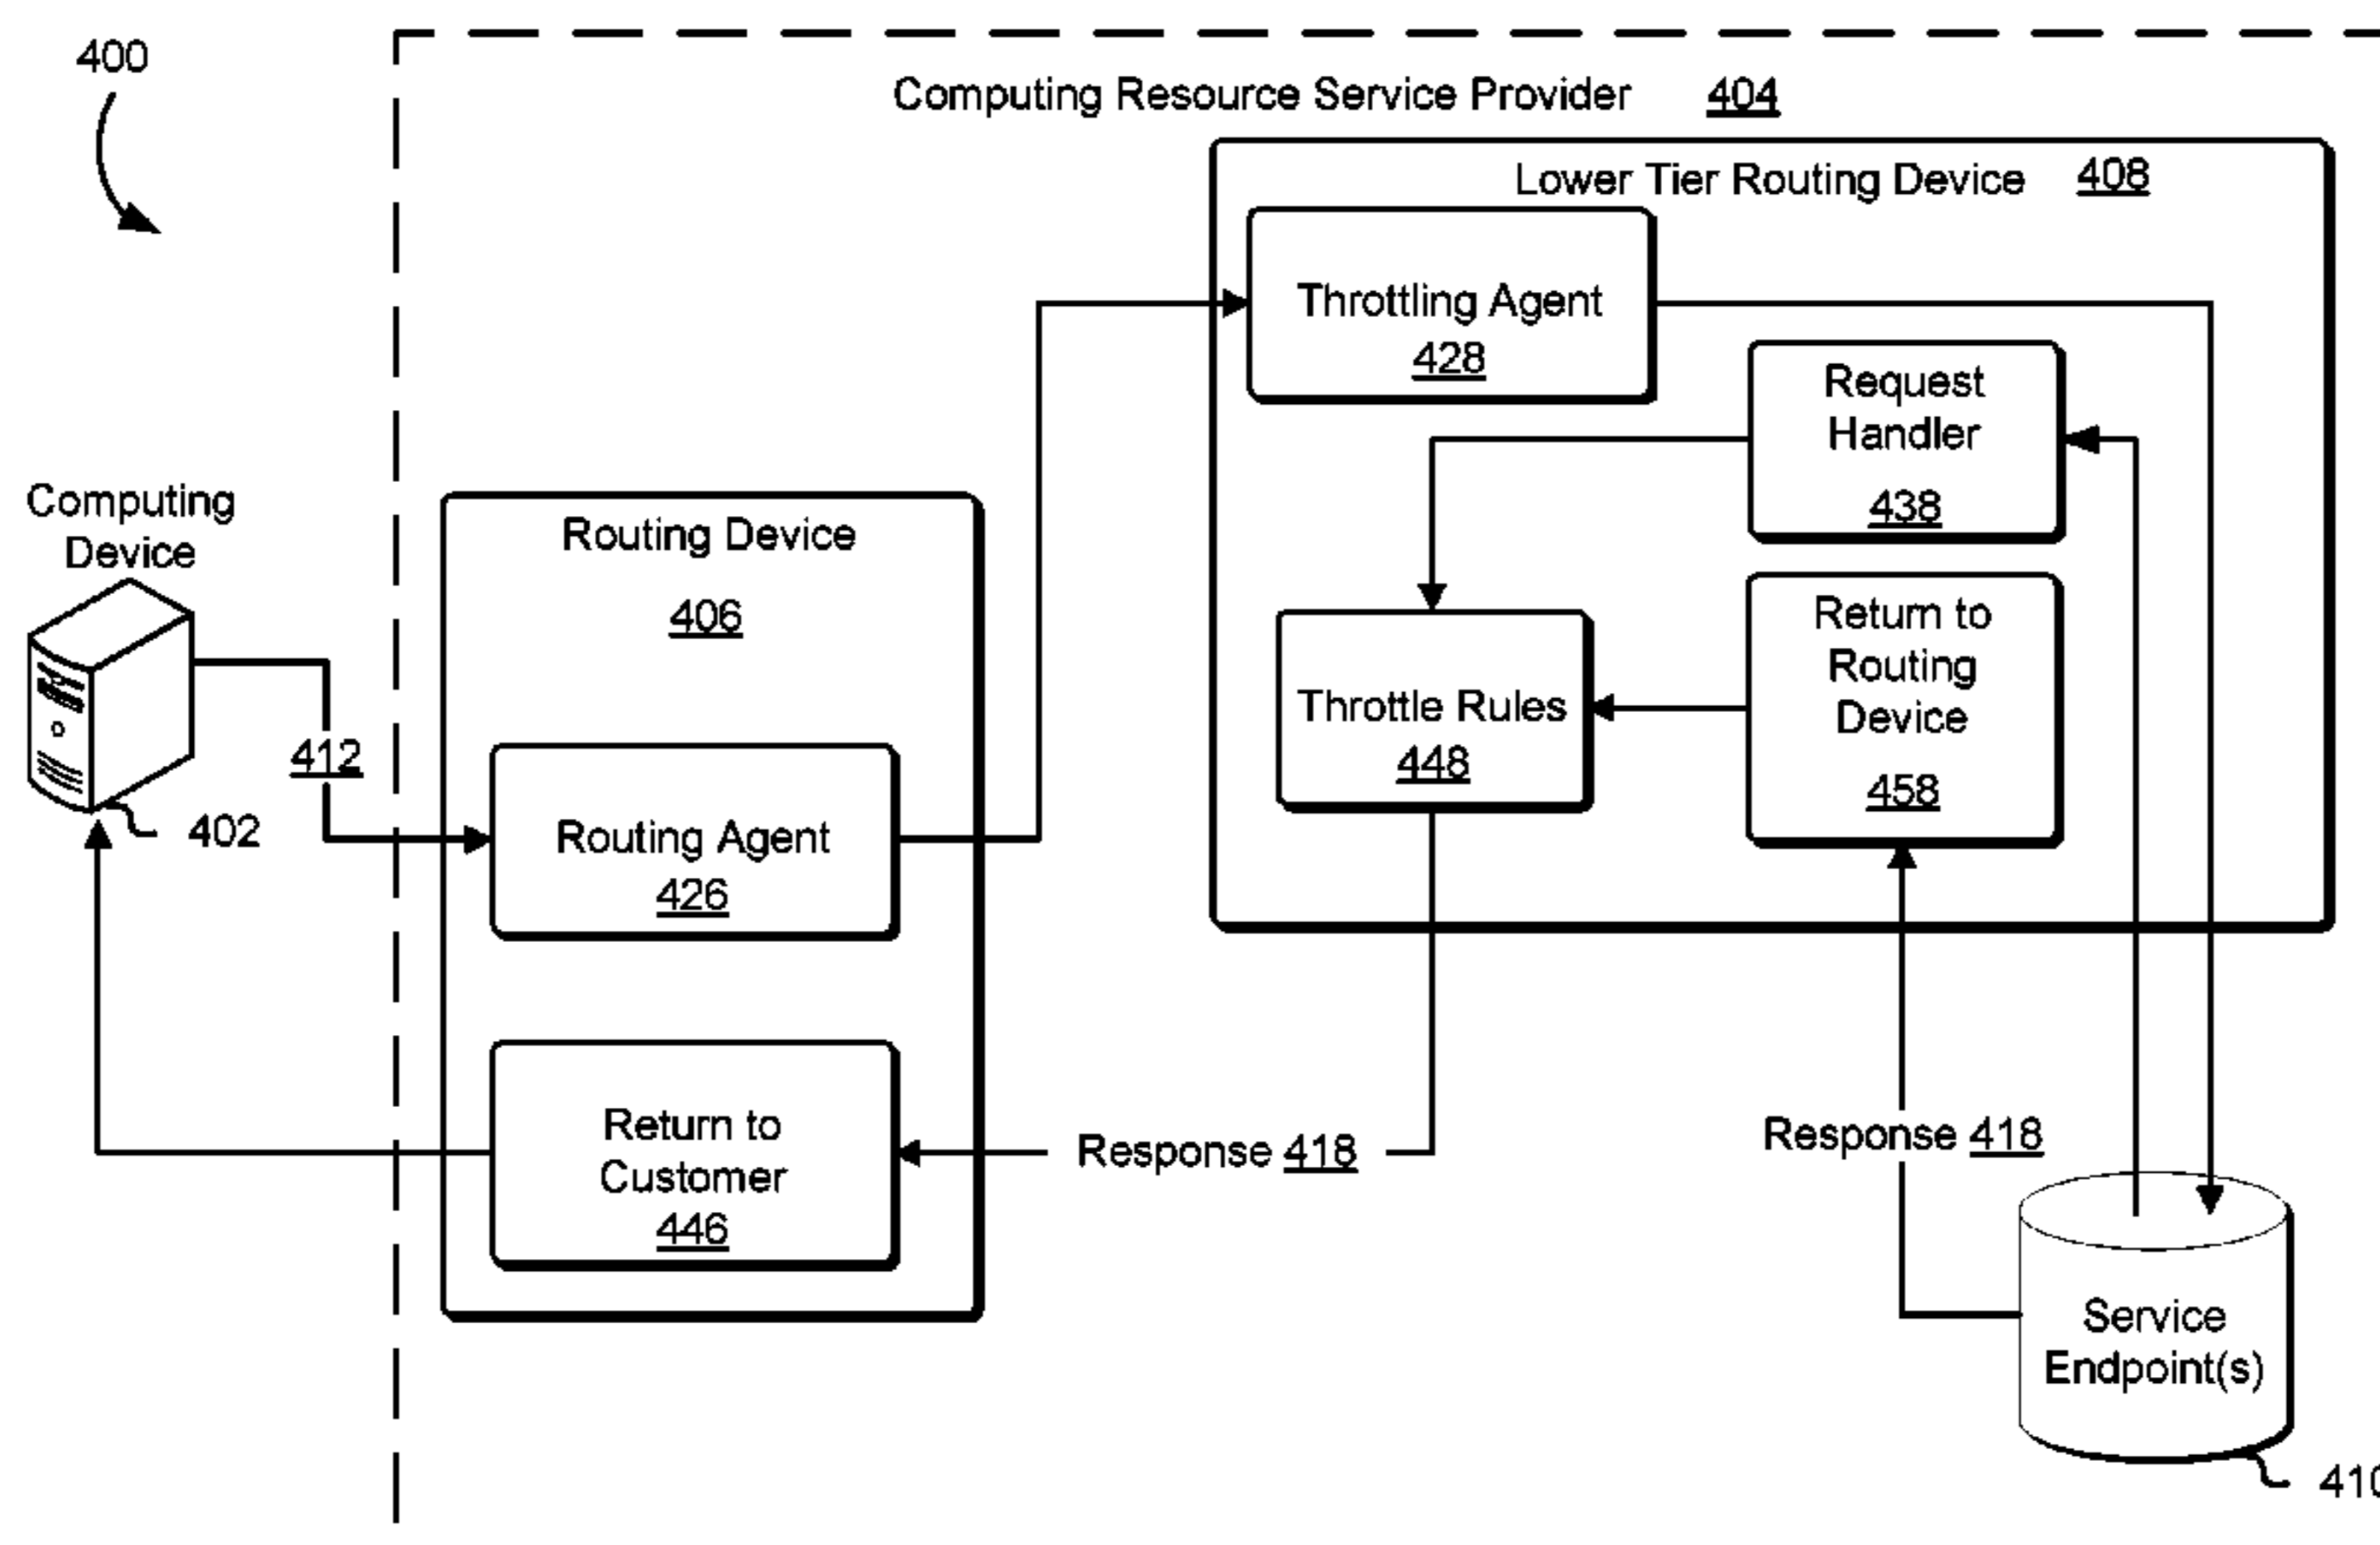 400
Computing Resource Service Provider 404
Lower Tier Routing Device 408
Throttling Agent
428
Request
Handler
438
Computing
Device
Routing Device
406
Return to
Routing
Device
458
Throttle Rules
448
412
402
Routing Agent
426
Return to
Customer
446
Response 418
Response 418
Service
Endpoint(s)